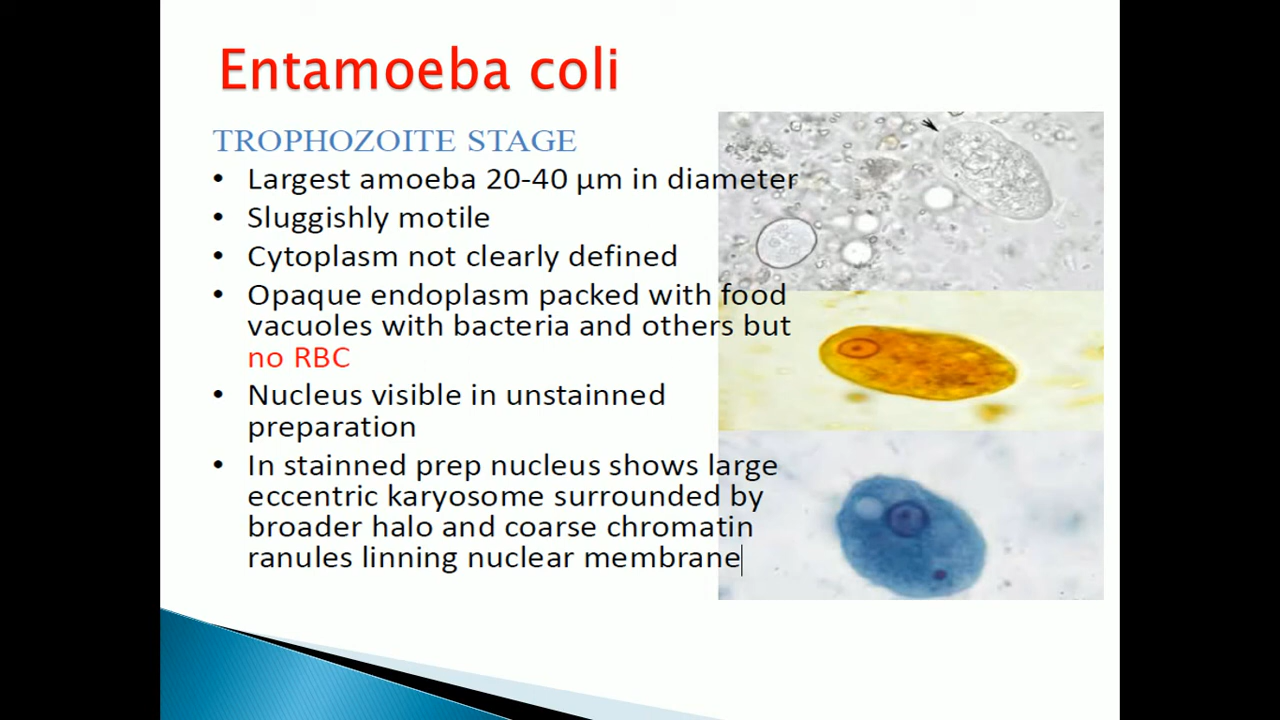 Entamoeba coli
TROPHOZOITE STAGE
• Largest amoeba 20-40 µm in diameter
• Sluggishly motile
• Cytoplasm not clearly defined
• Opaque endoplasm packed with food
vacuoles with bacteria and others but
no RBC
• Nucleus visible in unstainned
preparation
• In stainned prep nucleus shows large
eccentric karyosome surrounded by
broader halo and coarse chromatin
ranules linning nuclear membrane